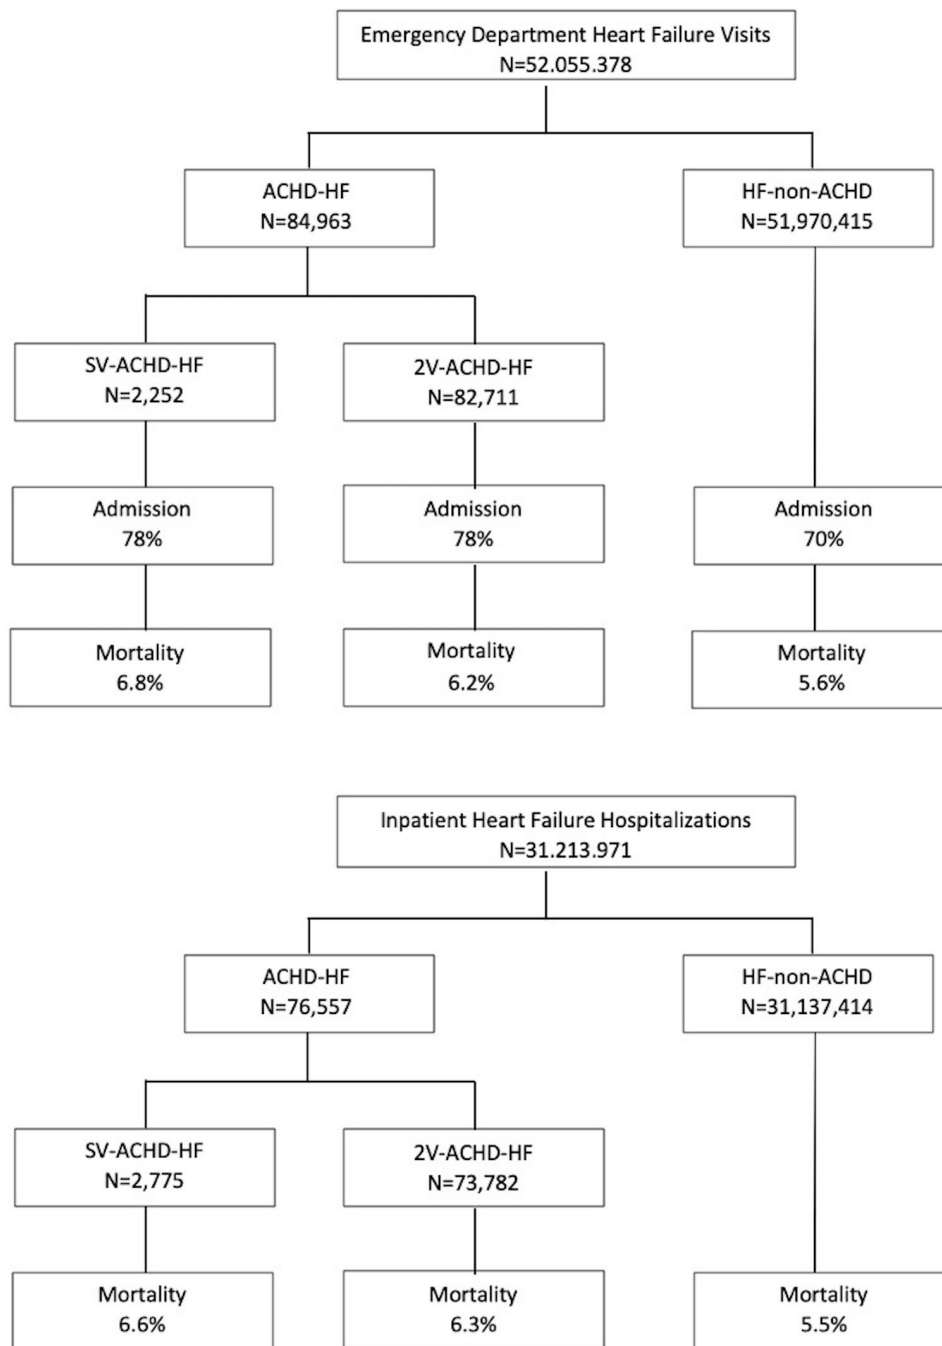 Emergency Department Heart Failure Visits
N=52.055.378
ACHD-HF
N=84,963
HF-non-ACHD
N=51,970,415
SV-ACHD-HF
N=2,252
2V-ACHD-HF
N=82,711
Admission
78%
Admission
78%
Admission
70%
Mortality
6.8%
Mortality
6.2%
Mortality
5.6%
Inpatient Heart Failure Hospitalizations
N=31.213.971
ACHD-HF
N=76,557
HF-non-ACHD
N=31,137,414
SV-ACHD-HF
N=2,775
2V-ACHD-HF
N=73,782
Mortality
6.6%
Mortality
6.3%
Mortality
5.5%